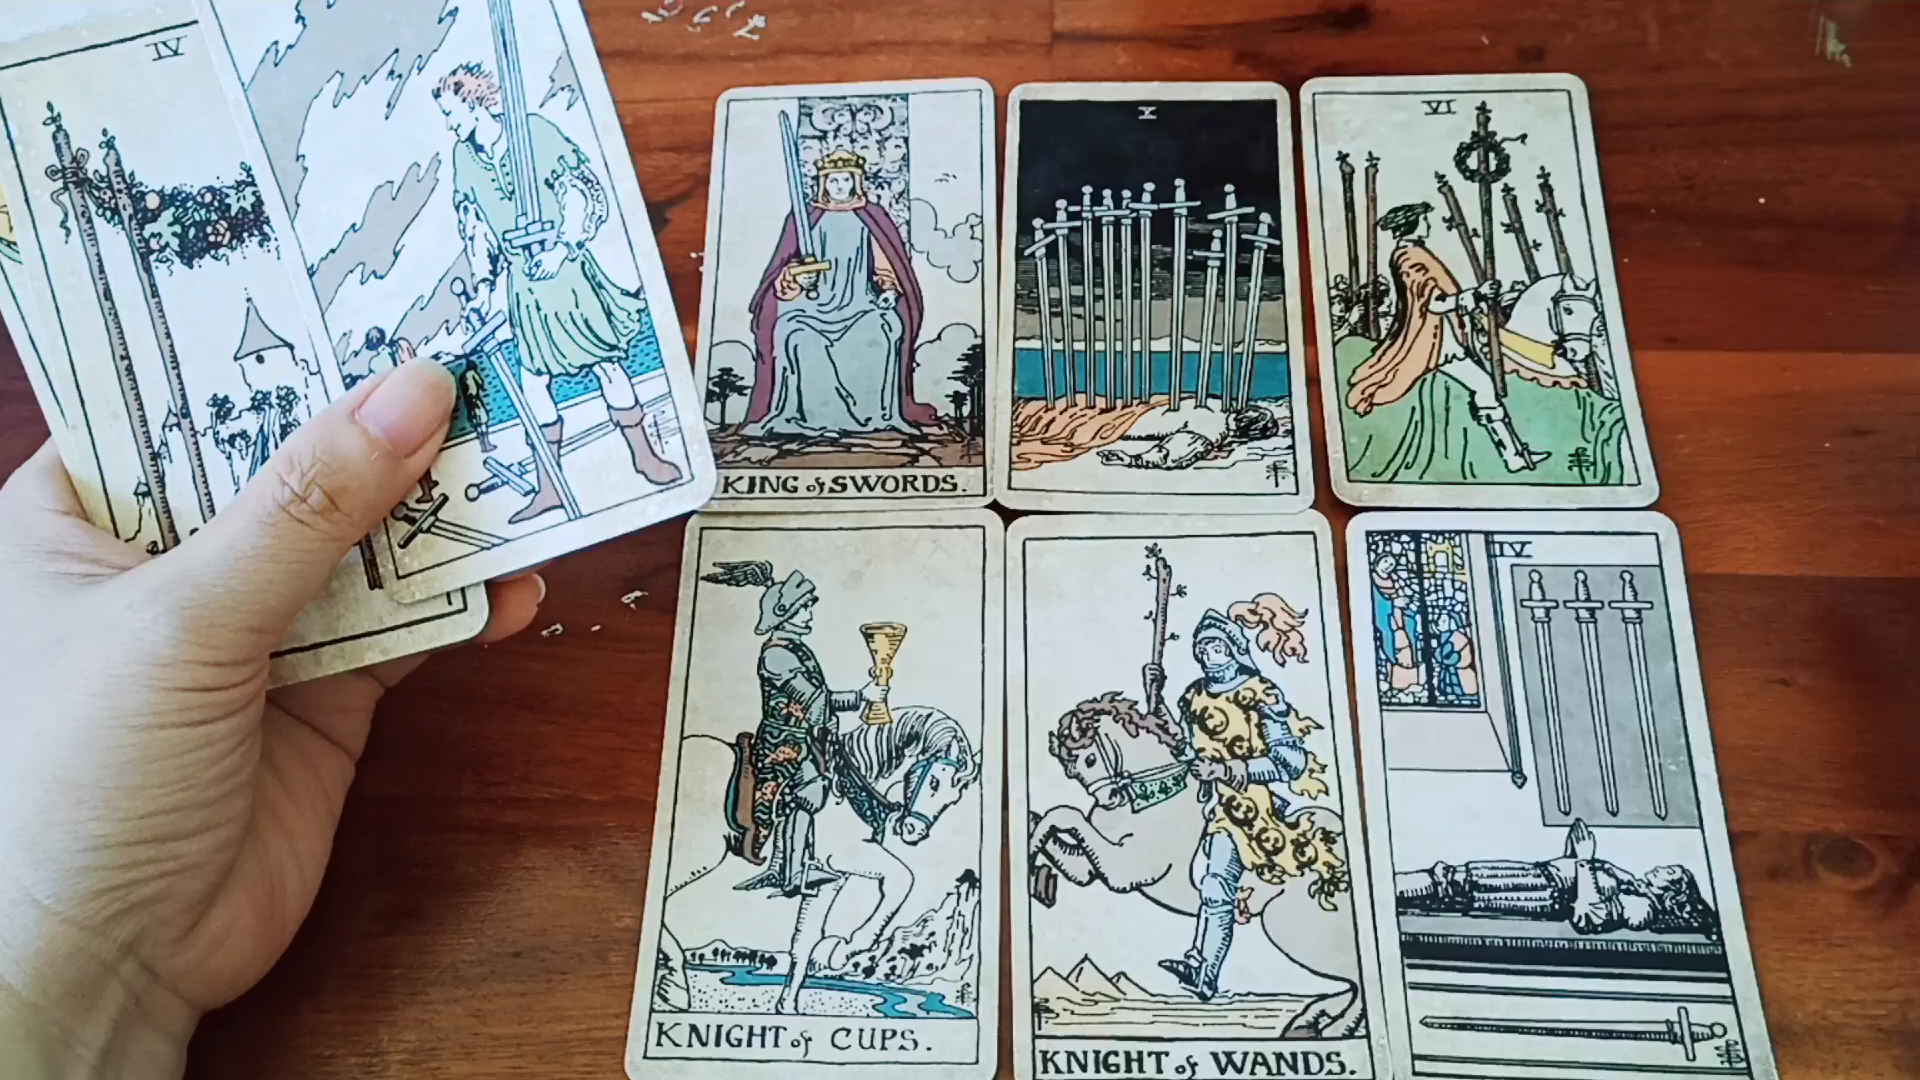 IV
X
VI
KING of SWORDS.
IV
KNIGHT of CUPS.
KNIGHT of WANDS.